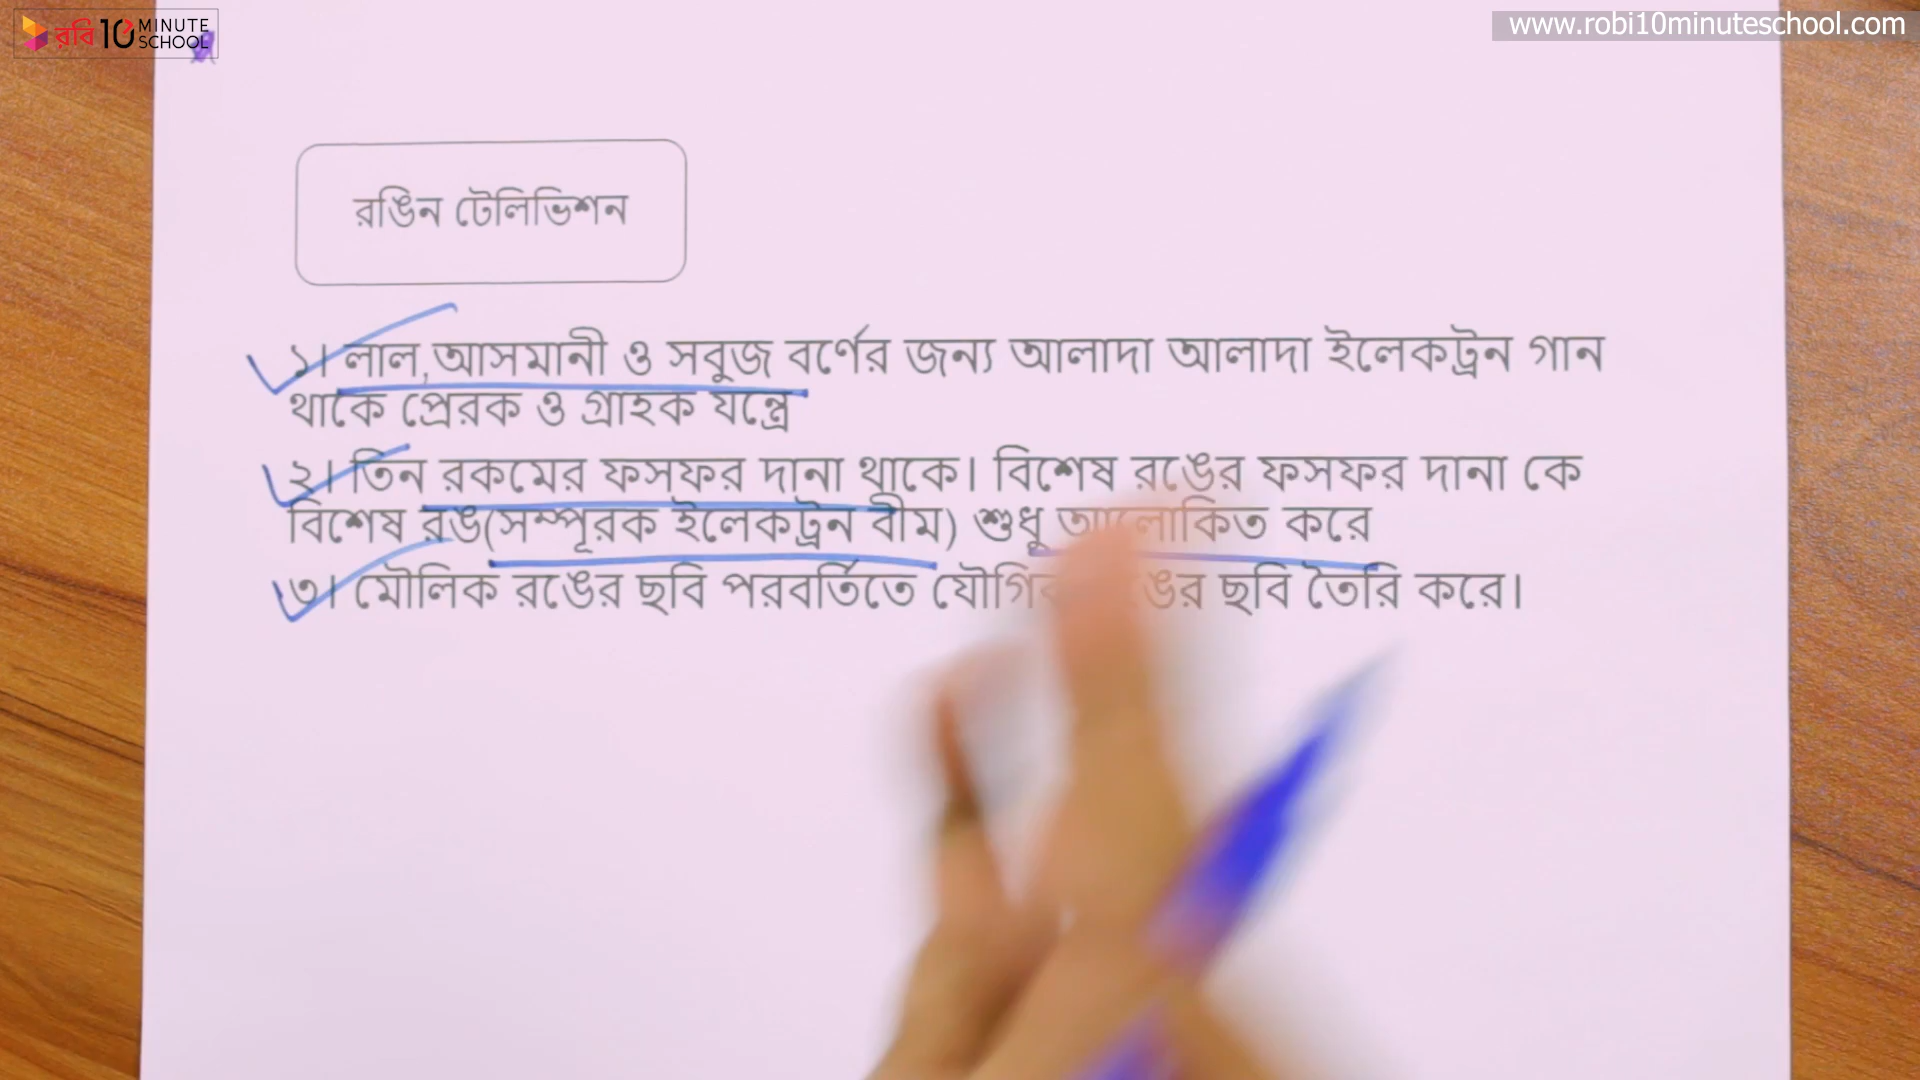 রবি 10 MINUTE SCHOOL
www.robi10minuteschool.com
রঙিন টেলিভিশন
১। লাল,আসমানী ও সবুজ বর্ণের জন্য আলাদা আলাদা ইলেকট্রন গান
থাকে প্রেরক ও গ্রাহক যন্ত্রে
২। তিন রকমের ফসফর দানা থাকে। বিশেষ রঙের ফসফর দানা কে
বিশেষ রঙ(সম্পূরক ইলেকট্রন বীম) শুধু আলোকিত করে
৩। মৌলিক রঙের ছবি পরবর্তিতে ছবি তৈরি করে।